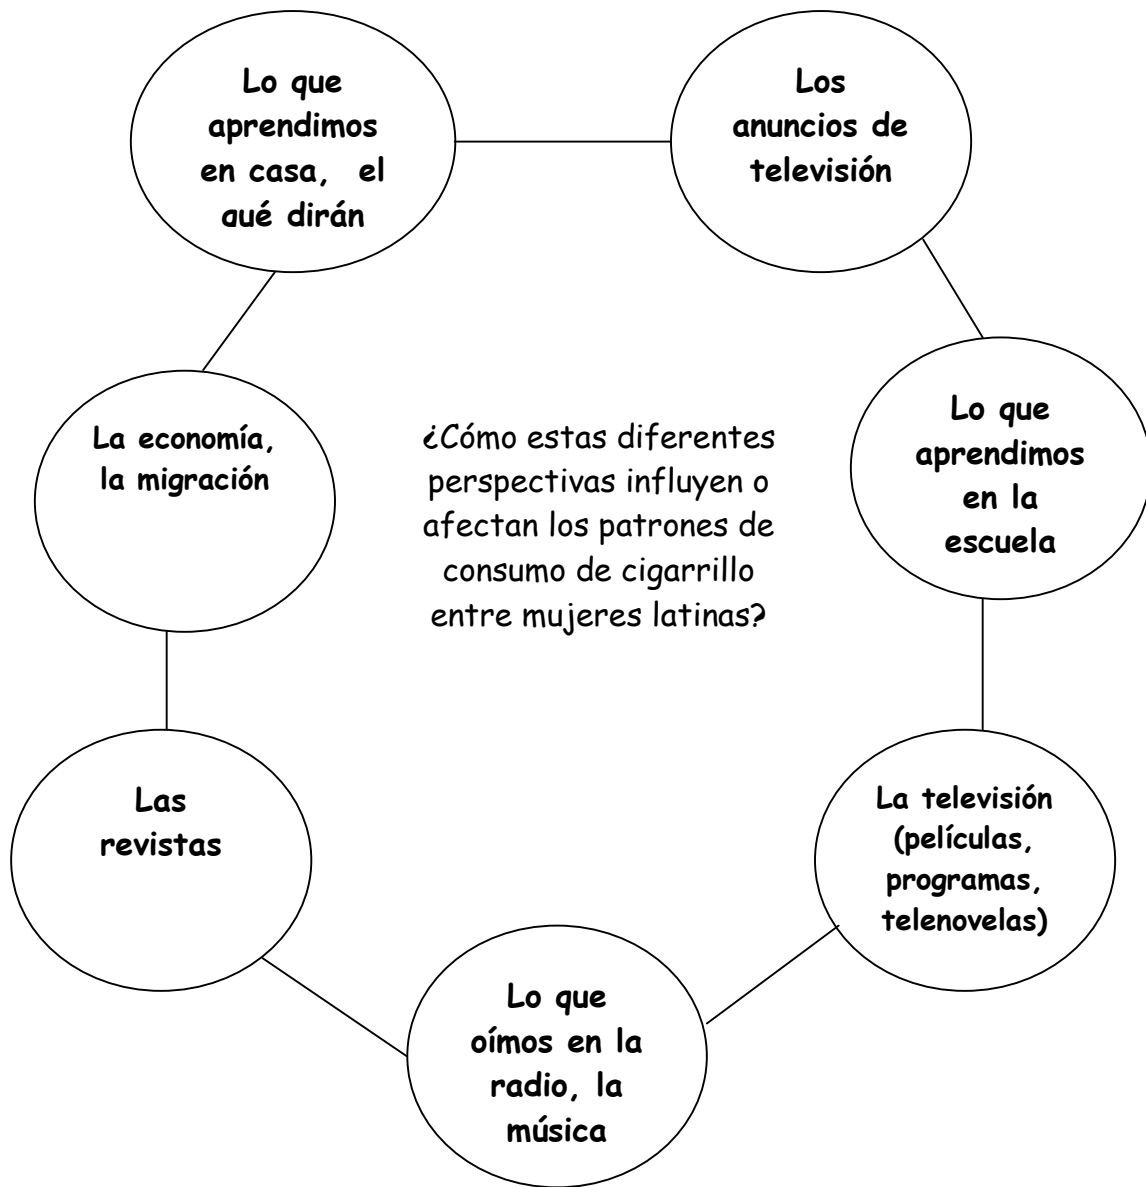 Lo que
aprendimos
en casa, el
aué dirán
Los
anuncios de
televisión
Lo que
aprendimos
en la
escuela
La televisión
(películas,
programas,
telenovelas)
Lo que
oímos en la
radio, la
música
Las
revistas
La economía,
la migración
¿Cómo estas diferentes
perspectivas influyen o
afectan los patrones de
consumo de cigarrillo
entre mujeres latinas?